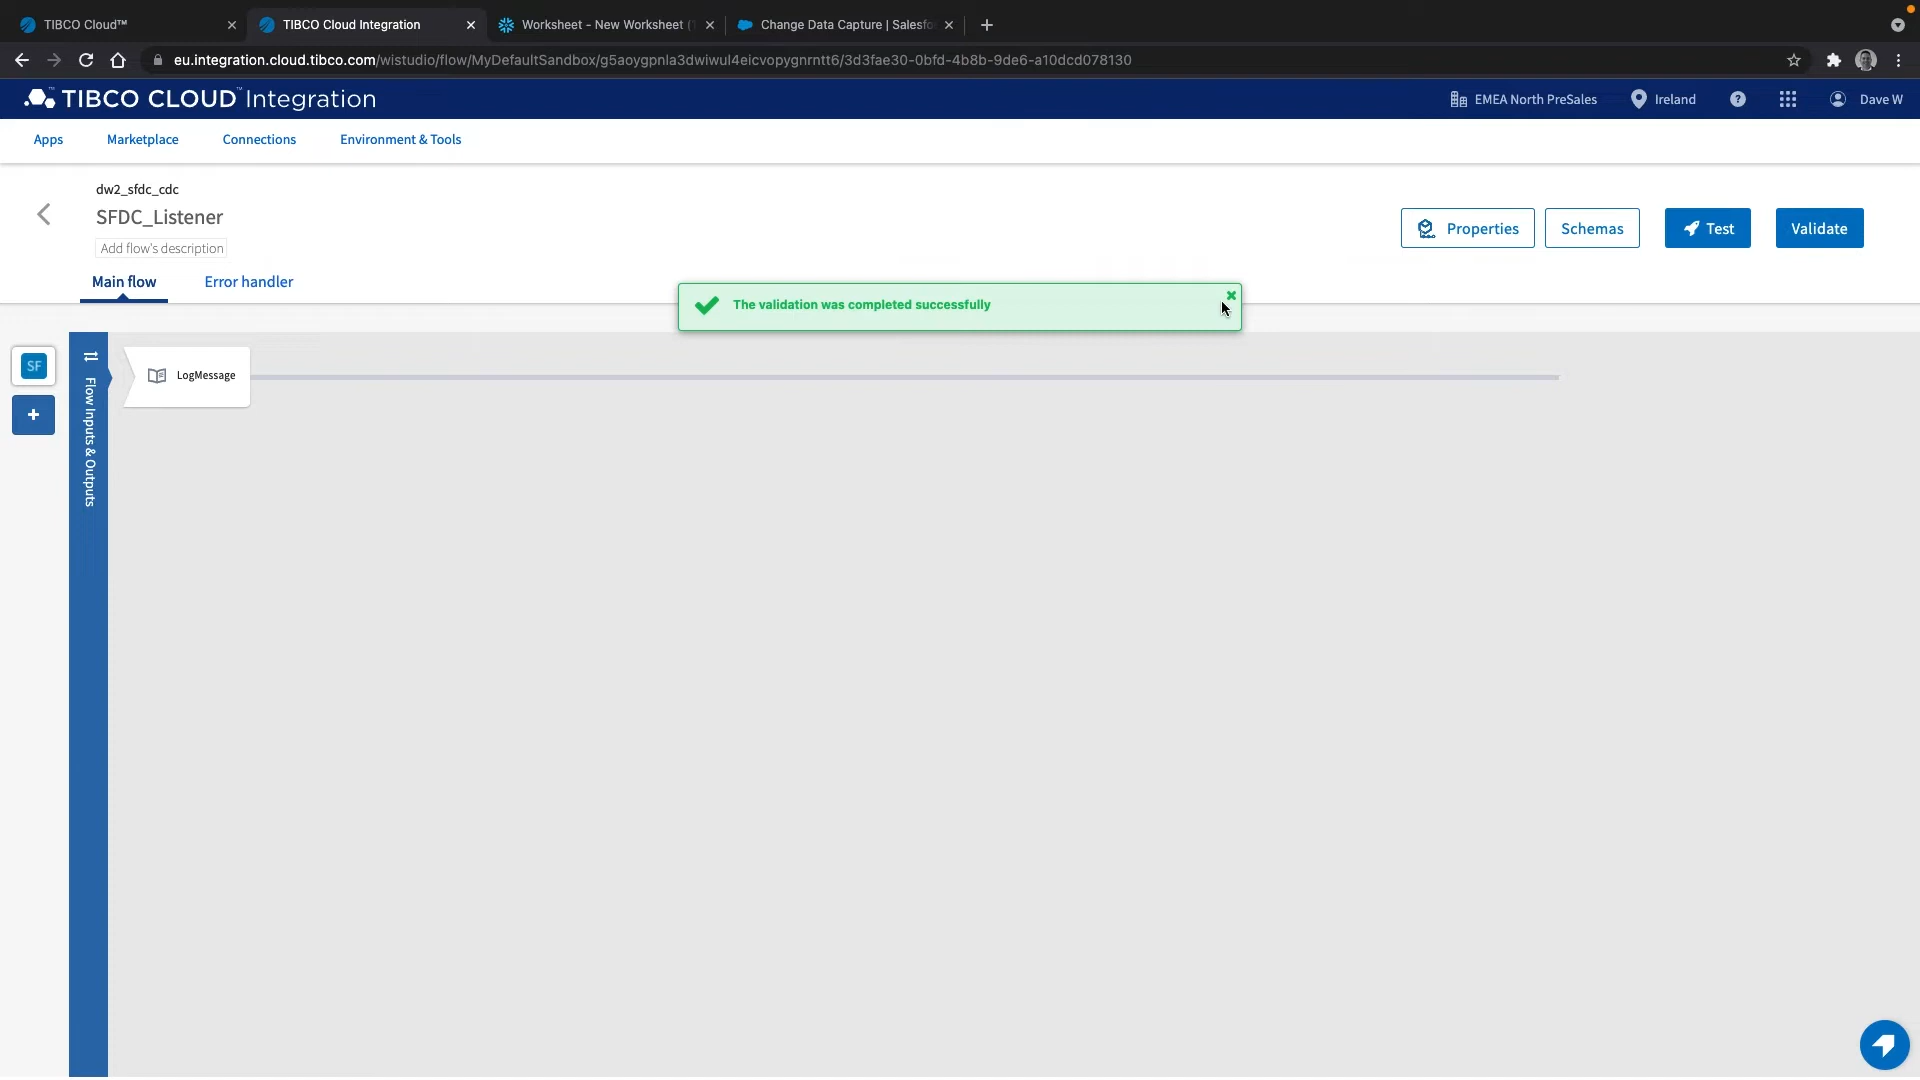 TIBCO Cloud™
TIBCO Cloud Integration
Worksheet - New Worksheet (
Change Data Capture | Salesfo
eu.integration.cloud.tibco.com/wistudio/flow/MyDefaultSandbox/g5aoygpnla3dwiwul4eicvopygnrntt6/3d3fae30-0bfd-4b8b-9de6-a10dcd078130
TIBCO CLOUD™ Integration
EMEA North PreSales
Ireland
?
Dave W
Apps
Marketplace
Connections
Environment & Tools
dw2_sfdc_cdc
SFDC_Listener
Add flow's description
Properties
Schemas
Test
Validate
Main flow
Error handler
The validation was completed successfully
SF
+
Flow Inputs & Outputs
LogMessage